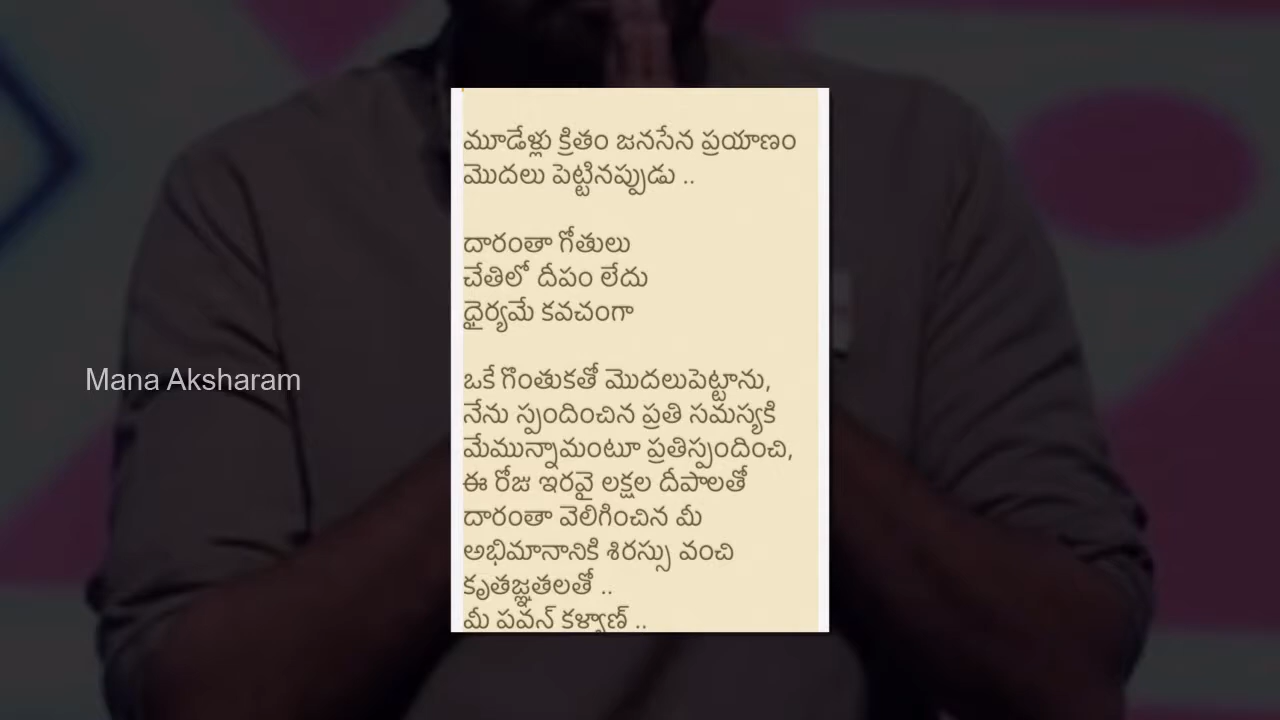 మూడేళ్లు క్రితం జనసేన ప్రయాణం
మొదలు పెట్టినప్పుడు ..
దారంతా గోతులు
చేతిలో దీపం లేదు
ధైర్యమే కవచంగా
ఒకే గొంతుకతో మొదలుపెట్టాను,
నేను స్పందించిన ప్రతి సమస్యకి
మేమున్నామంటూ ప్రతిస్పందించి,
ఈ రోజు ఇరవై లక్షల దీపాలతో
దారంతా వెలిగించిన మీ
అభిమానానికి శిరస్సు వంచి
కృతజ్ఞతలతో ..
మీ పవన్ కళ్యాణ్ ..
Mana Aksharam